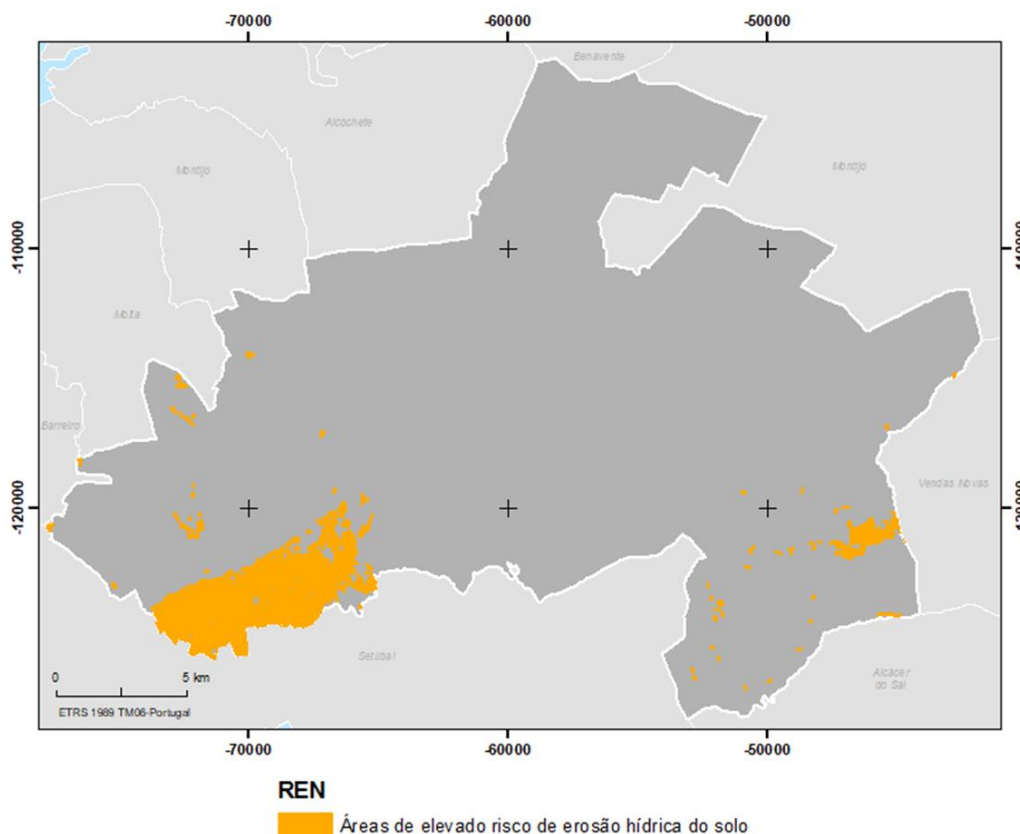 -70000 -60000 -50000
Benavente
Alcochete
Montijo
Montijo
-110000
-110000
Moita
Barreiro
Vendas Novas
-120000
-120000
Setúbal
Alcácer
do Sal
0 5 km
ETRS 1989 TM06-Portugal
-70000 -60000 -50000
REN
Áreas de elevado risco de erosão hídrica do solo